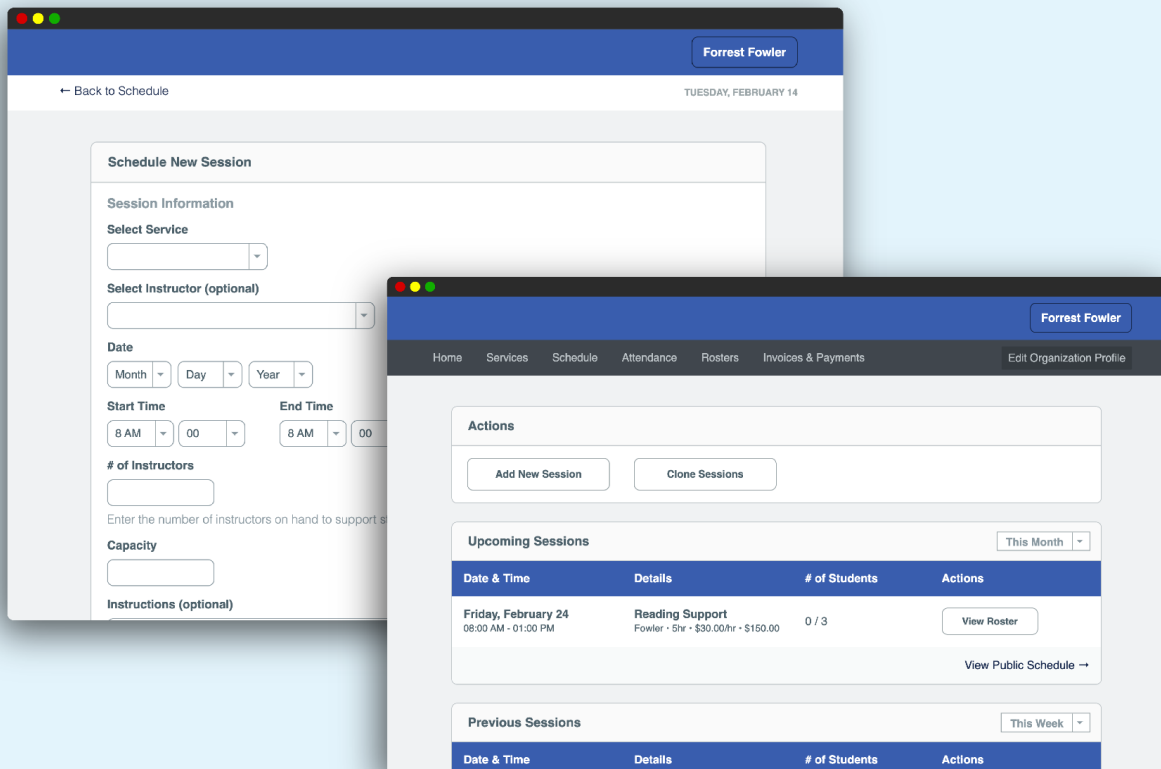 Forrest Fowler
← Back to Schedule
TUESDAY, FEBRUARY 14
Schedule New Session
Session Information
Select Service
Select Instructor (optional)
Date
Month Day Year
Start Time End Time
8 AM 00 8 AM 00
# of Instructors
Enter the number of instructors on hand to support
Capacity
Instructions (optional)
Forrest Fowler
Home Services Schedule Attendance Rosters Invoices & Payments Edit Organization Profile
Actions
Add New Session Clone Sessions
Upcoming Sessions This Month
Date & Time Details # of Students Actions
Friday, February 24 Reading Support 0 / 3 View Roster
08:00 AM - 01:00 PM Fowler • 5hr • $30.00/hr • $150.00
View Public Schedule →
Previous Sessions This Week
Date & Time Details # of Students Actions